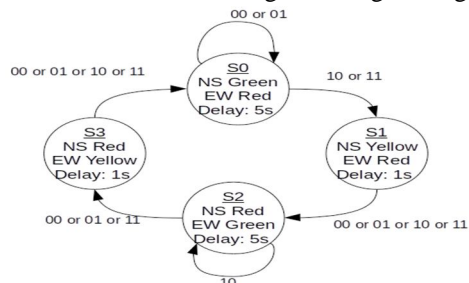 00 or 01
S0
NS Green
EW Red
Delay: 5s
00 or 01 or 10 or 11
10 or 11
S3
NS Red
EW Yellow
Delay: 1s
S1
NS Yellow
EW Red
Delay: 1s
S2
NS Red
EW Green
Delay: 5s
00 or 01 or 11
00 or 01 or 10 or 11
10